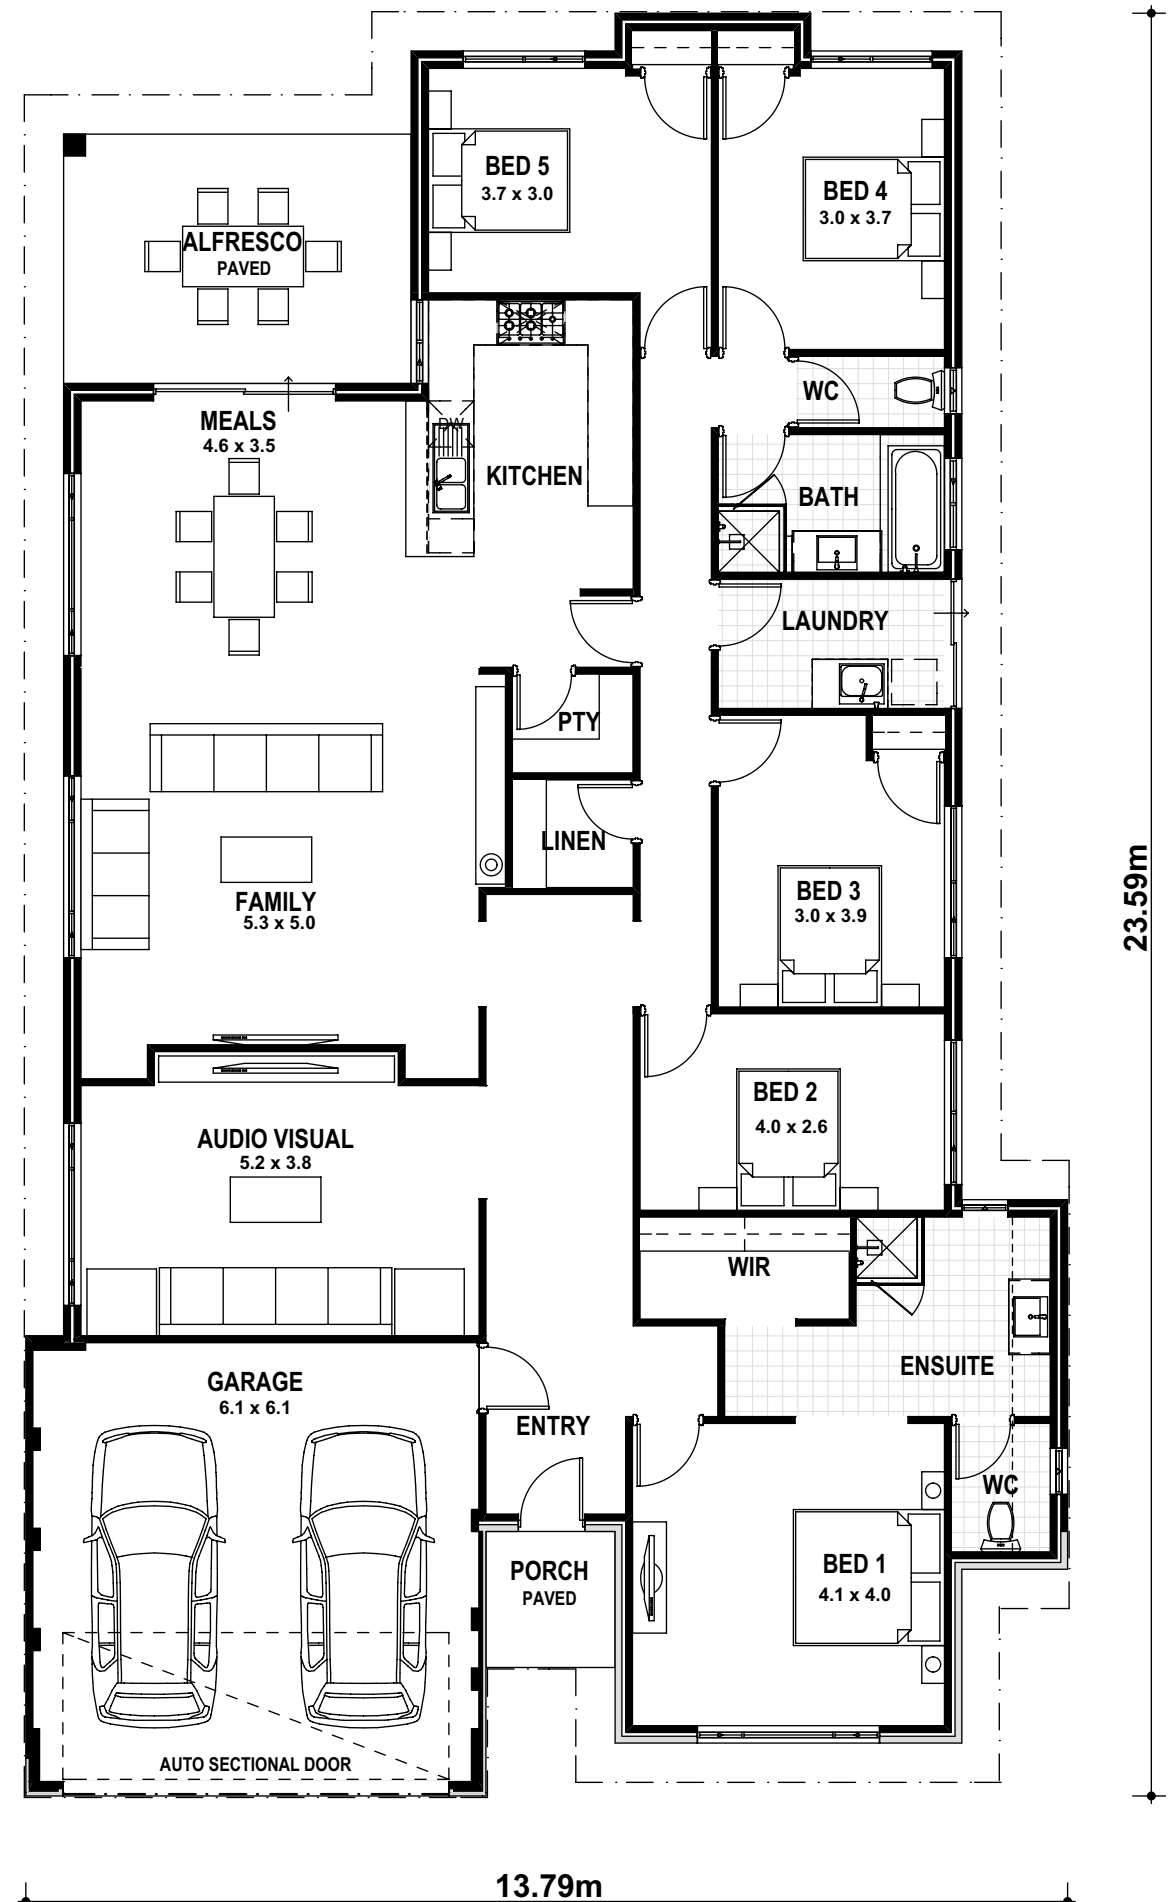 BED 5
3.7 x 3.0
BED 4
3.0 x 3.7
ALFRESCO
PAVED
WC
MEALS
4.6 x 3.5
DW
KITCHEN
BATH
LAUNDRY
PTY
LINEN
BED 3
3.0 x 3.9
FAMILY
5.3 x 5.0
23.59m
BED 2
4.0 x 2.6
AUDIO VISUAL
5.2 x 3.8
WIR
ENSUITE
GARAGE
6.1 x 6.1
ENTRY
WC
PORCH
PAVED
BED 1
4.1 x 4.0
AUTO SECTIONAL DOOR
13.79m